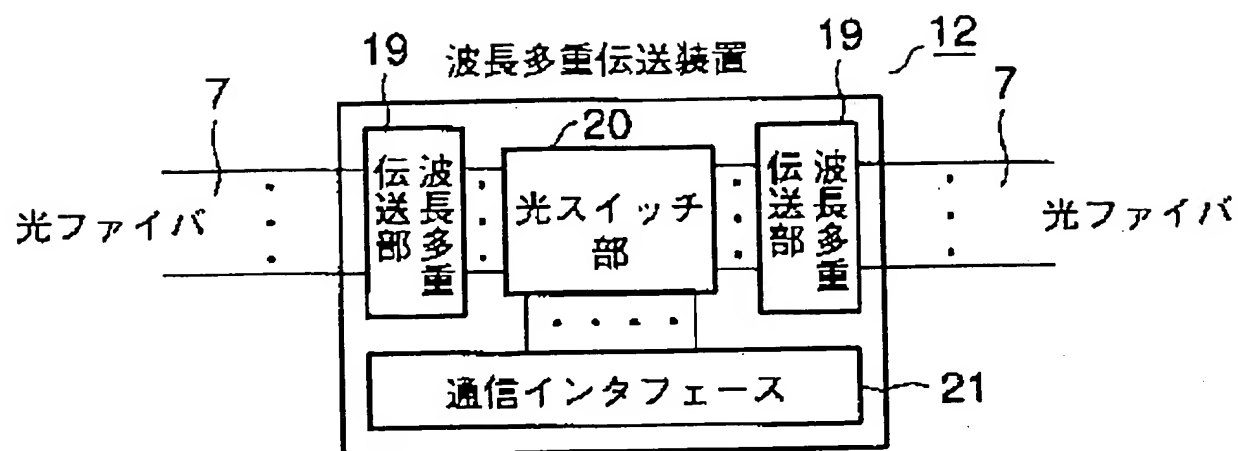 波長多重伝送装置
12
19
19
7
7
20
光ファイバ
波長多重
伝送部
光スイッチ
部
波長多重
伝送部
光ファイバ
通信インタフェース
21